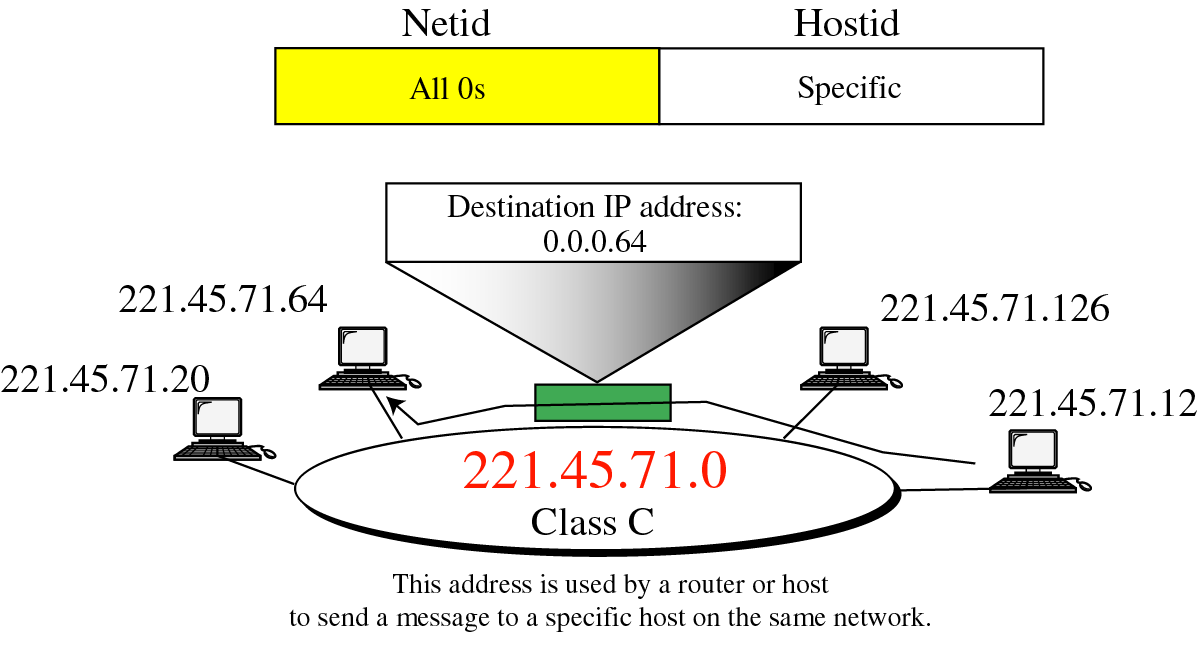 Netid Hostid
All 0s Specific
Destination IP address:
0.0.0.64
221.45.71.64
221.45.71.126
221.45.71.20
221.45.71.12
221.45.71.0
Class C
This address is used by a router or host
to send a message to a specific host on the same network.